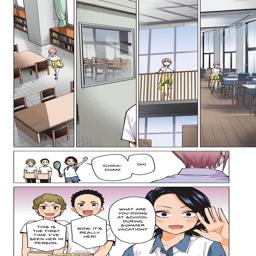 OH!
ICHIKA-
CHAN!
WHAT ARE
YOU DOING
AT SCHOOL
DURING
SUMMER
VACATION?
WOW, IT'S
REALLY
HER!
THIS IS
THE FIRST
TIME I'VE
SEEN HER IN
PERSON.